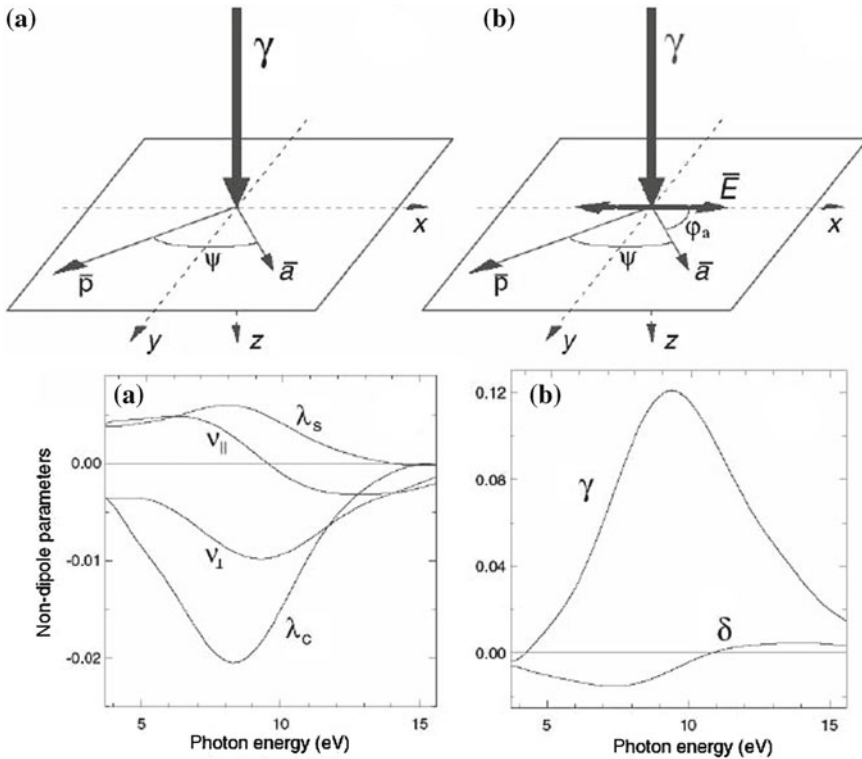 (a)
γ
x
p̅
ψ
a̅
y
z
(b)
γ
E̅
x
φa
p̅
ψ
a̅
y
z
(a)
Non-dipole parameters
0.00
-0.01
-0.02
λs
ν||
ν⊥
λc
5 10 15
Photon energy (eV)
(b)
0.12
0.08
0.04
0.00
γ
δ
5 10 15
Photon energy (eV)